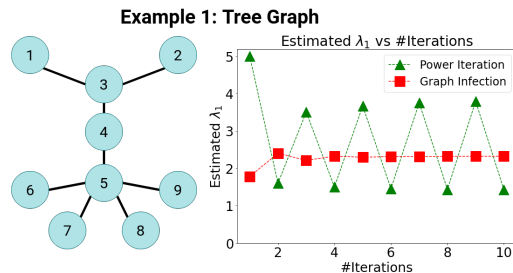 Example 1: Tree Graph
1
2
3
4
5
6
9
7
8
Estimated λ₁ vs #Iterations
Power Iteration
Graph Infection
Estimated λ₁
5
4
3
2
1
0
2 4 6 8 10
#Iterations